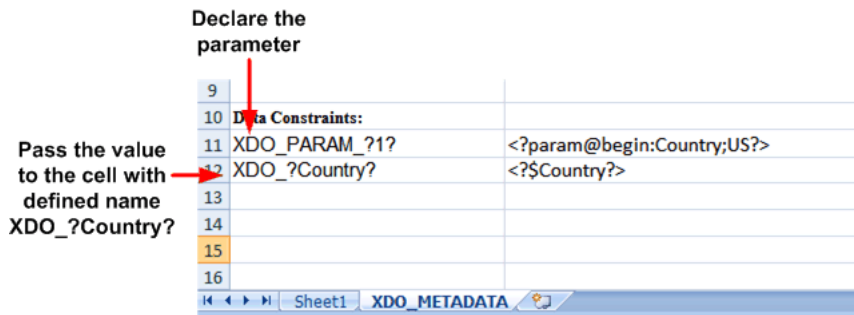 Declare the
parameter
9
10 Data Constraints:
11 XDO_PARAM_?1? <?param@begin:Country;US?>
Pass the value
to the cell with
defined name
XDO_?Country?
12 XDO_?Country? <?$Country?>
13
14
15
16
Sheet1 XDO_METADATA